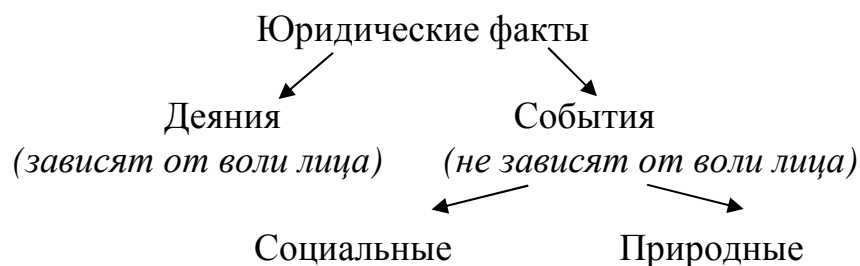 Юридические факты
Деяния События
(зависят от воли лица) (не зависят от воли лица)
Социальные Природные